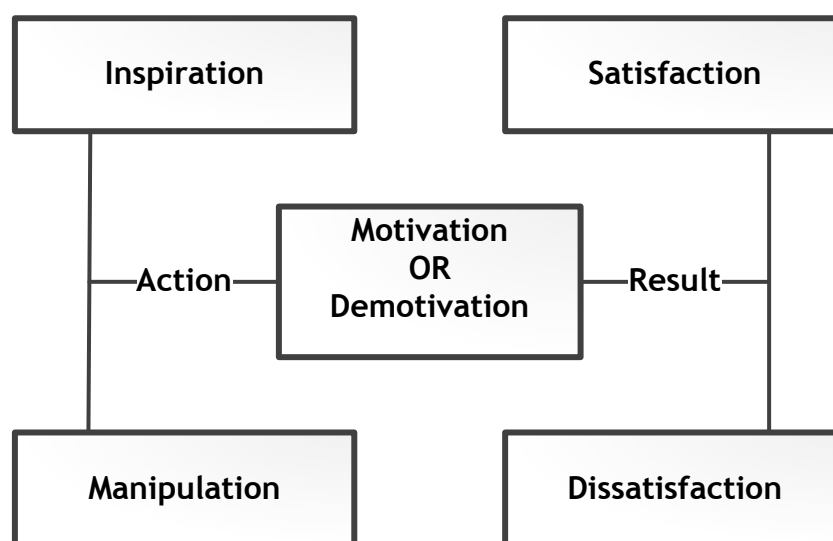 Inspiration
Satisfaction
Motivation
OR
Demotivation
Action
Result
Manipulation
Dissatisfaction